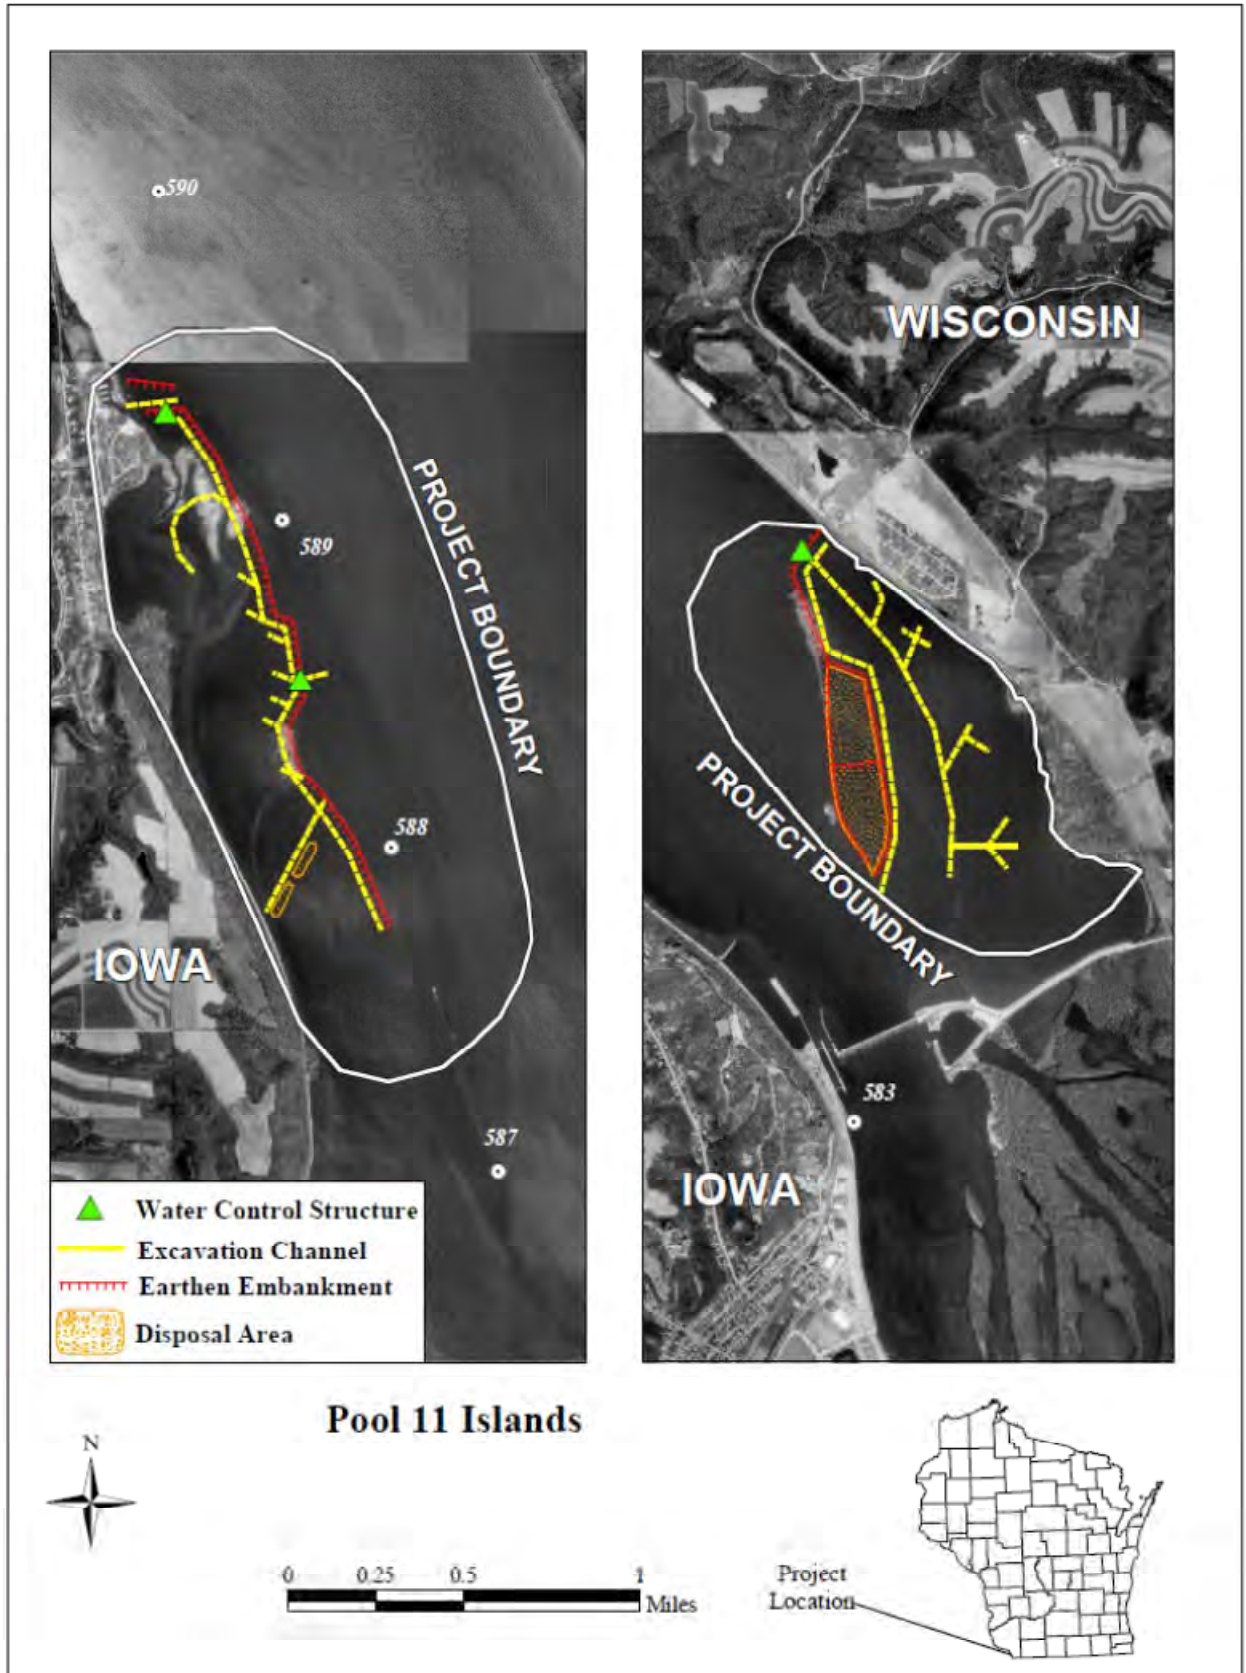 590
589
PROJECT BOUNDARY
588
IOWA
587
Water Control Structure
Excavation Channel
Earthen Embankment
Disposal Area
WISCONSIN
PROJECT BOUNDARY
583
IOWA
Pool 11 Islands
N
0 0.25 0.5 1
Miles
Project
Location